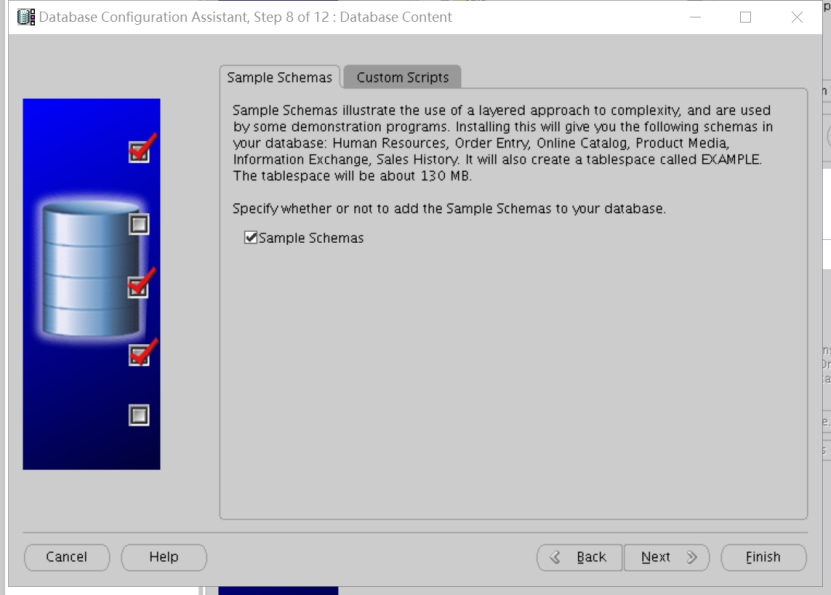 Database Configuration Assistant, Step 8 of 12 : Database Content
Sample Schemas
Custom Scripts
Sample Schemas illustrate the use of a layered approach to complexity, and are used
by some demonstration programs. Installing this will give you the following schemas in
your database: Human Resources, Order Entry, Online Catalog, Product Media,
Information Exchange, Sales History. It will also create a tablespace called EXAMPLE.
The tablespace will be about 130 MB.
Specify whether or not to add the Sample Schemas to your database.
Sample Schemas
Cancel
Help
Back
Next
Finish